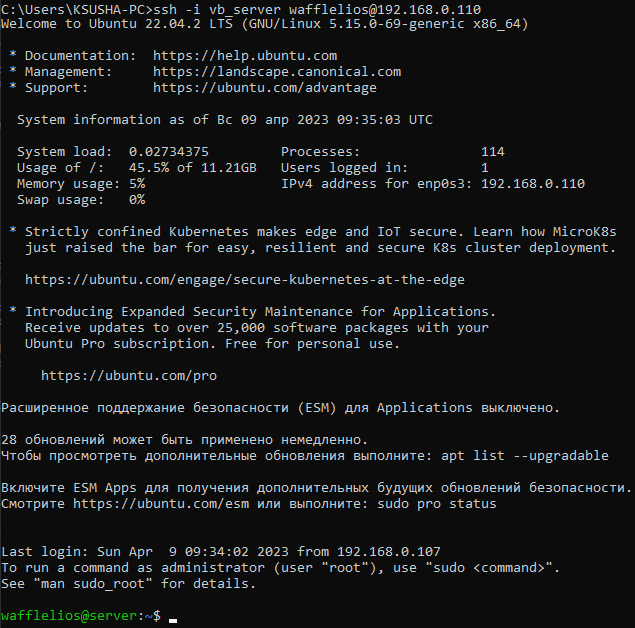 C:\Users\KSUSHA-PC>ssh -i vb_server wafflelios@192.168.0.110
Welcome to Ubuntu 22.04.2 LTS (GNU/Linux 5.15.0-69-generic x86_64)
* Documentation:  https://help.ubuntu.com
* Management:     https://landscape.canonical.com
* Support:        https://ubuntu.com/advantage
System information as of Вс 09 апр 2023 09:35:03 UTC
System load:  0.02734375         Processes:               114
Usage of /:   45.5% of 11.21GB   Users logged in:         1
Memory usage: 5%                 IPv4 address for enp0s3: 192.168.0.110
Swap usage:   0%
* Strictly confined Kubernetes makes edge and IoT secure. Learn how MicroK8s
just raised the bar for easy, resilient and secure K8s cluster deployment.
https://ubuntu.com/engage/secure-kubernetes-at-the-edge
* Introducing Expanded Security Maintenance for Applications.
Receive updates to over 25,000 software packages with your
Ubuntu Pro subscription. Free for personal use.
https://ubuntu.com/pro
Расширенное поддержание безопасности (ESM) для Applications выключено.
28 обновлений может быть применено немедленно.
Чтобы просмотреть дополнительные обновления выполните: apt list --upgradable
Включите ESM Apps для получения дополнительных будущих обновлений безопасности.
Смотрите https://ubuntu.com/esm или выполните: sudo pro status
Last login: Sun Apr  9 09:34:02 2023 from 192.168.0.107
To run a command as administrator (user "root"), use "sudo <command>".
See "man sudo_root" for details.
wafflelios@server:~$